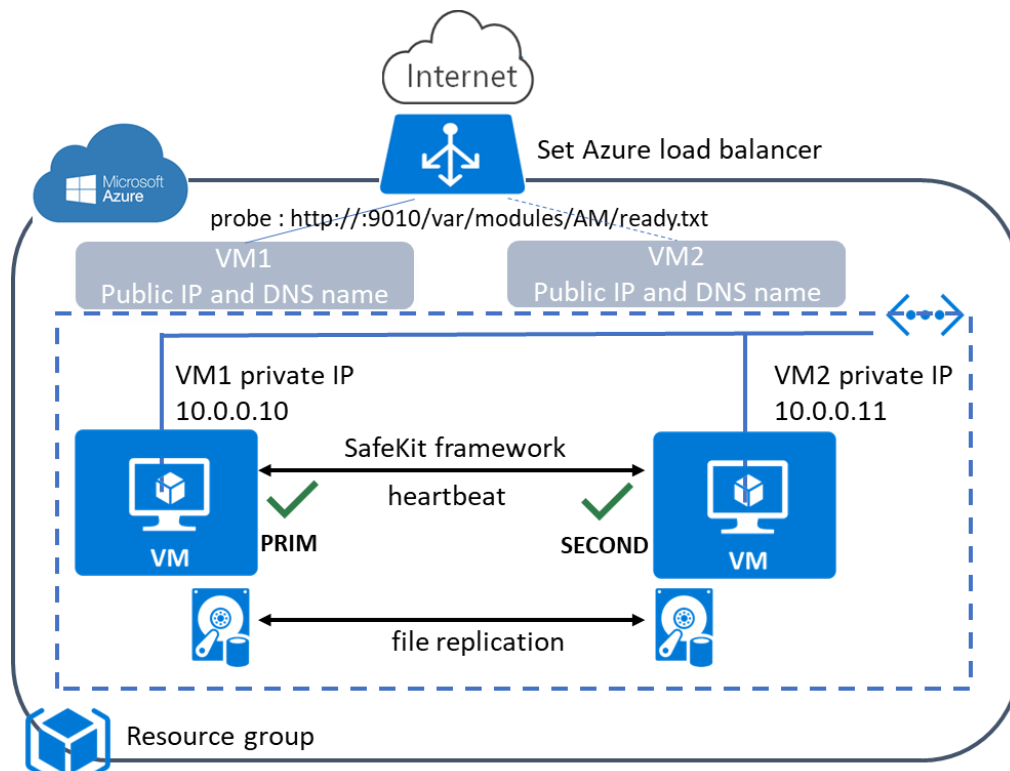 Internet
Set Azure load balancer
Microsoft
Azure
probe : http://:9010/var/modules/AM/ready.txt
VM1
Public IP and DNS name
VM2
Public IP and DNS name
VM1 private IP
10.0.0.10
VM2 private IP
10.0.0.11
SafeKit framework
heartbeat
PRIM
SECOND
VM
VM
file replication
Resource group